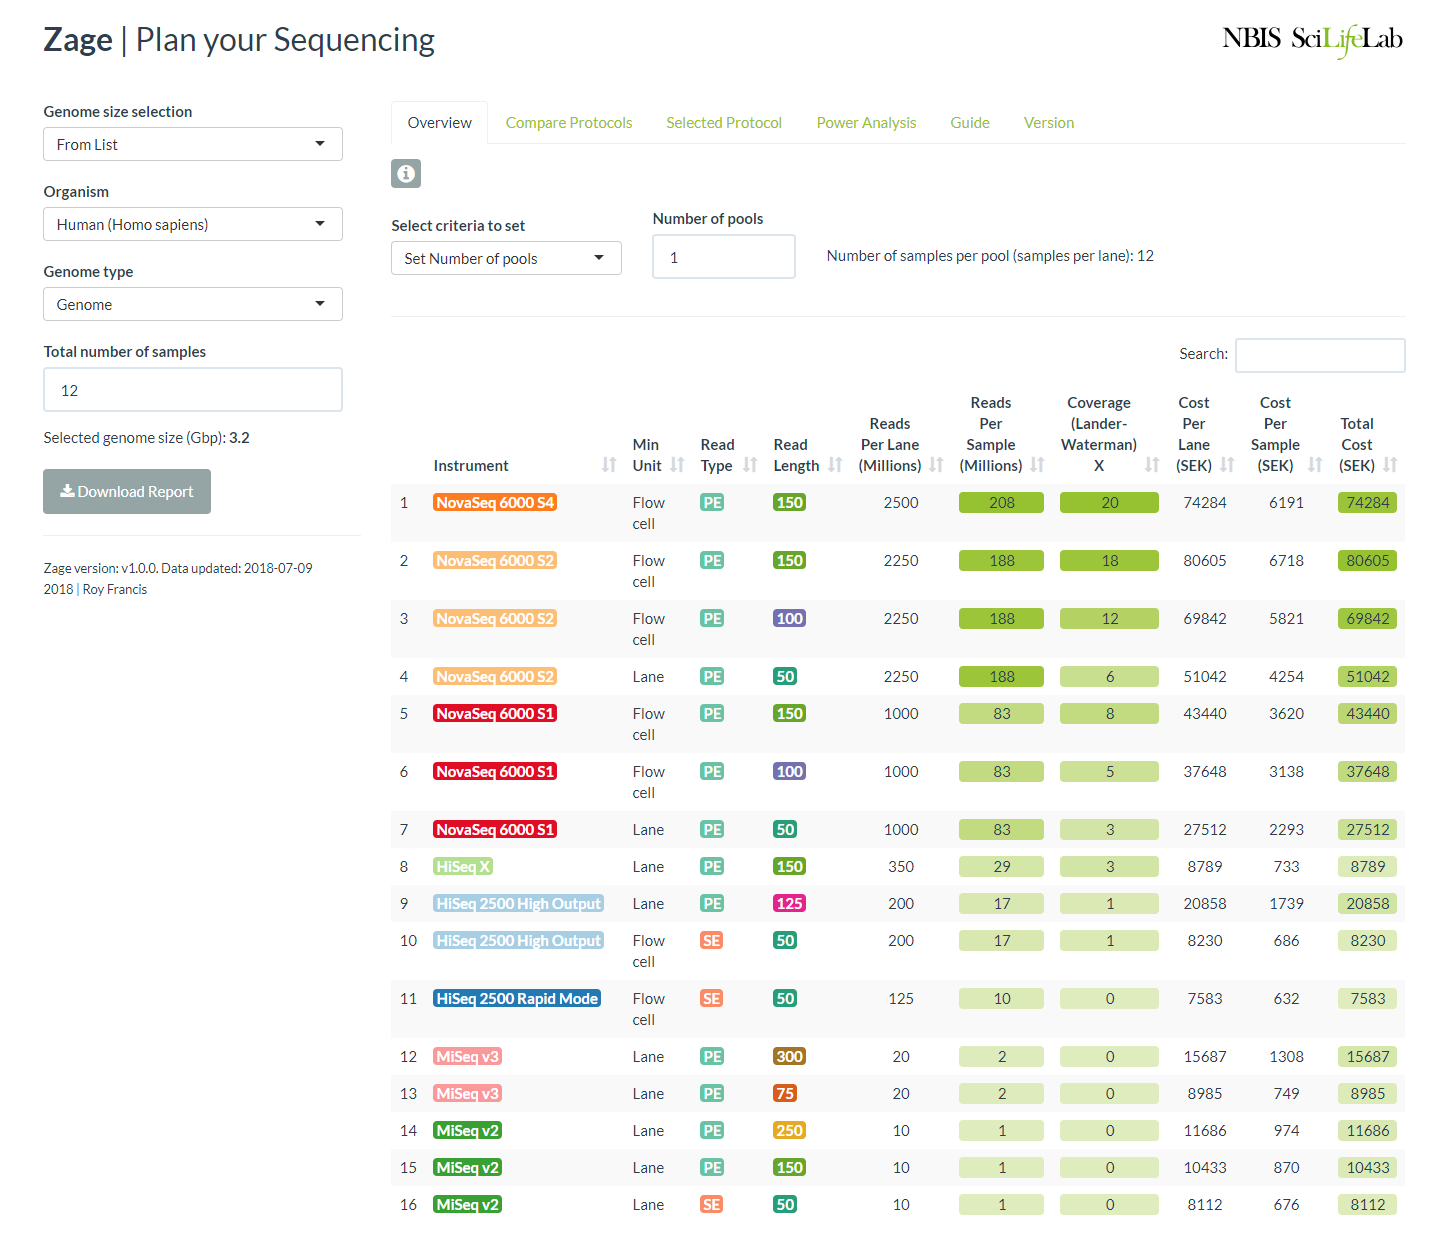 Zage | Plan your Sequencing
NBIS SciLifeLab
Genome size selection
From List
Organism
Human (Homo sapiens)
Genome type
Genome
Total number of samples
12
Selected genome size (Gbp): 3.2
Download Report
Zage version: v1.0.0. Data updated: 2018-07-09
2018 | Roy Francis
Overview Compare Protocols Selected Protocol Power Analysis Guide Version
Select criteria to set
Set Number of pools
Number of pools
1
Number of samples per pool (samples per lane): 12
Search:
Instrument
Min
Unit
Read
Type
Read
Length
Reads
Per Lane
(Millions)
Reads
Per
Sample
(Millions)
Coverage
(Lander-
Waterman)
X
Cost
Per
Lane
(SEK)
Cost
Per
Sample
(SEK)
Total
Cost
(SEK)
1 NovaSeq 6000 S4 Flow PE 150 2500 208 20 74284 6191 74284
cell
2 NovaSeq 6000 S2 Flow PE 150 2250 188 18 80605 6718 80605
cell
3 NovaSeq 6000 S2 Flow PE 100 2250 188 12 69842 5821 69842
cell
4 NovaSeq 6000 S2 Lane PE 50 2250 188 6 51042 4254 51042
5 NovaSeq 6000 S1 Flow PE 150 1000 83 8 43440 3620 43440
cell
6 NovaSeq 6000 S1 Flow PE 100 1000 83 5 37648 3138 37648
cell
7 NovaSeq 6000 S1 Lane PE 50 1000 83 3 27512 2293 27512
8 HiSeq X Lane PE 150 350 29 3 8789 733 8789
9 HiSeq 2500 High Output Lane PE 125 200 17 1 20858 1739 20858
10 HiSeq 2500 High Output Flow SE 50 200 17 1 8230 686 8230
cell
11 HiSeq 2500 Rapid Mode Flow SE 50 125 10 0 7583 632 7583
cell
12 MiSeq v3 Lane PE 300 20 2 0 15687 1308 15687
13 MiSeq v3 Lane PE 75 20 2 0 8985 749 8985
14 MiSeq v2 Lane PE 250 10 1 0 11686 974 11686
15 MiSeq v2 Lane PE 150 10 1 0 10433 870 10433
16 MiSeq v2 Lane SE 50 10 1 0 8112 676 8112